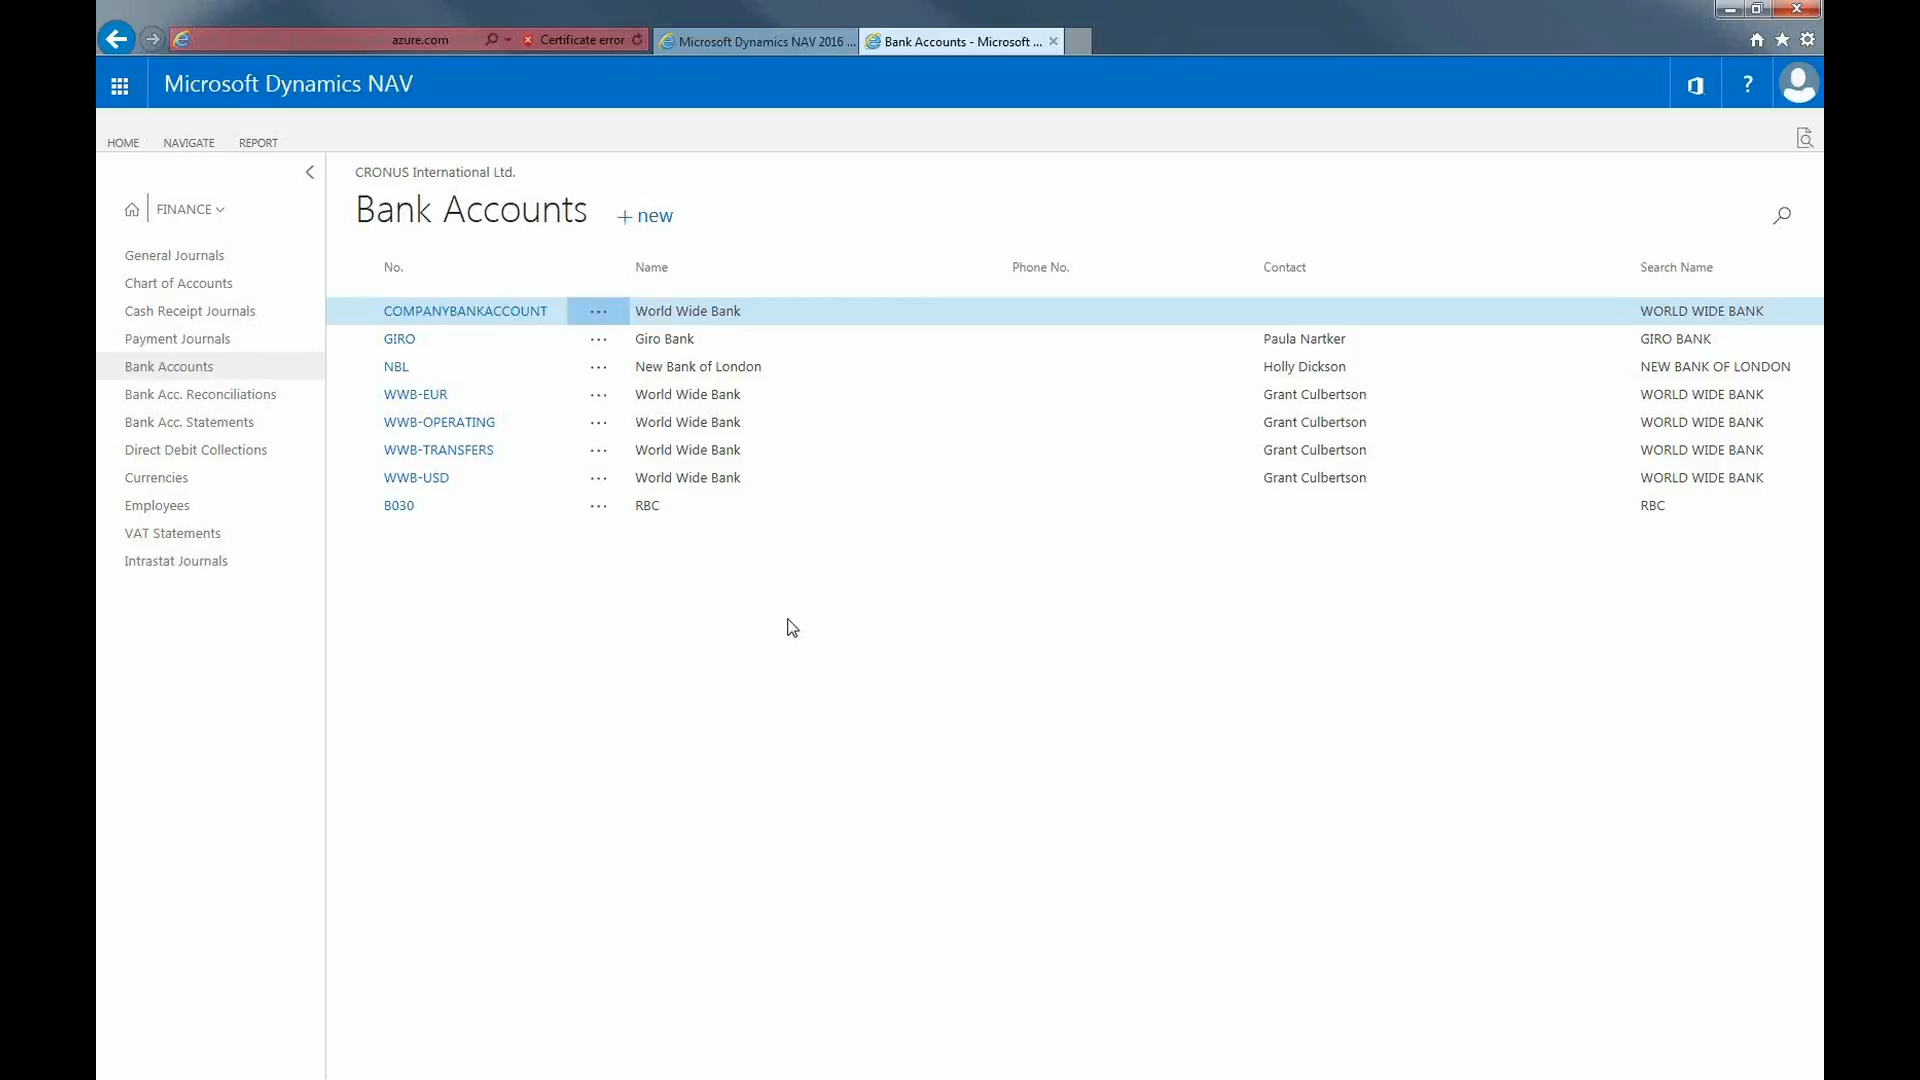 azure.com
Certificate error
Microsoft Dynamics NAV 2016 ...
Bank Accounts - Microsoft ...
Microsoft Dynamics NAV
?
HOME
NAVIGATE
REPORT
CRONUS International Ltd.
FINANCE
Bank Accounts
+ new
General Journals
Chart of Accounts
Cash Receipt Journals
Payment Journals
Bank Accounts
Bank Acc. Reconciliations
Bank Acc. Statements
Direct Debit Collections
Currencies
Employees
VAT Statements
Intrastat Journals
No. Name Phone No. Contact Search Name
COMPANYBANKACCOUNT ... World Wide Bank WORLD WIDE BANK
GIRO ... Giro Bank Paula Nartker GIRO BANK
NBL ... New Bank of London Holly Dickson NEW BANK OF LONDON
WWB-EUR ... World Wide Bank Grant Culbertson WORLD WIDE BANK
WWB-OPERATING ... World Wide Bank Grant Culbertson WORLD WIDE BANK
WWB-TRANSFERS ... World Wide Bank Grant Culbertson WORLD WIDE BANK
WWB-USD ... World Wide Bank Grant Culbertson WORLD WIDE BANK
B030 ... RBC RBC